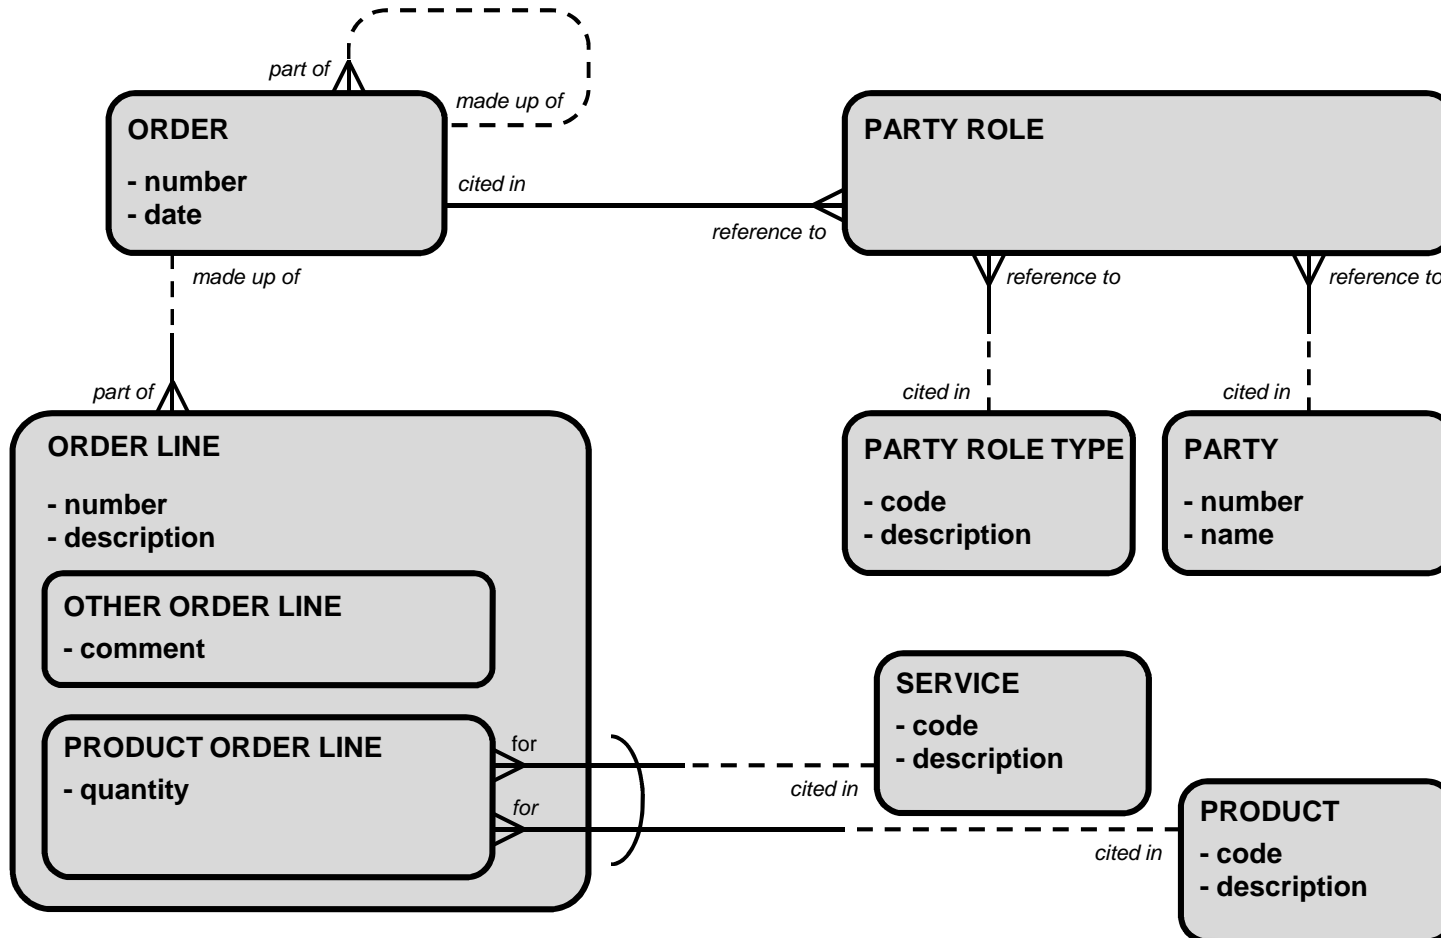 part of
made up of
ORDER
- number
- date
cited in
reference to
PARTY ROLE
made up of
part of
reference to
reference to
cited in
cited in
ORDER LINE
- number
- description
PARTY ROLE TYPE
- code
- description
PARTY
- number
- name
OTHER ORDER LINE
- comment
PRODUCT ORDER LINE
- quantity
for
for
SERVICE
- code
- description
cited in
PRODUCT
- code
- description
cited in